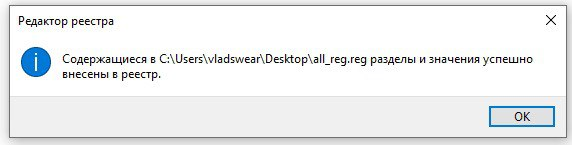 Редактор реестра
Содержащиеся в C:\Users\vladswear\Desktop\all_reg.reg разделы и значения успешно
внесены в реестр.
OK